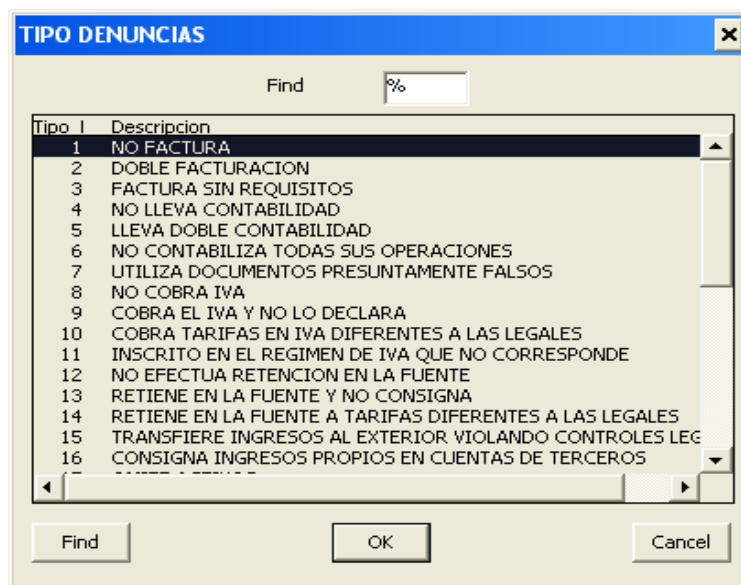 TIPO DENUNCIAS
Find %
Tipo I Descripcion
1 NO FACTURA
2 DOBLE FACTURACION
3 FACTURA SIN REQUISITOS
4 NO LLEVA CONTABILIDAD
5 LLEVA DOBLE CONTABILIDAD
6 NO CONTABILIZA TODAS SUS OPERACIONES
7 UTILIZA DOCUMENTOS PRESUNTAMENTE FALSOS
8 NO COBRA IVA
9 COBRA EL IVA Y NO LO DECLARA
10 COBRA TARIFAS EN IVA DIFERENTES A LAS LEGALES
11 INSCRITO EN EL REGIMEN DE IVA QUE NO CORRESPONDE
12 NO EFECTUA RETENCION EN LA FUENTE
13 RETIENE EN LA FUENTE Y NO CONSIGNA
14 RETIENE EN LA FUENTE A TARIFAS DIFERENTES A LAS LEGALES
15 TRANSFIERE INGRESOS AL EXTERIOR VIOLANDO CONTROLES LEG
16 CONSIGNA INGRESOS PROPIOS EN CUENTAS DE TERCEROS
Find OK Cancel